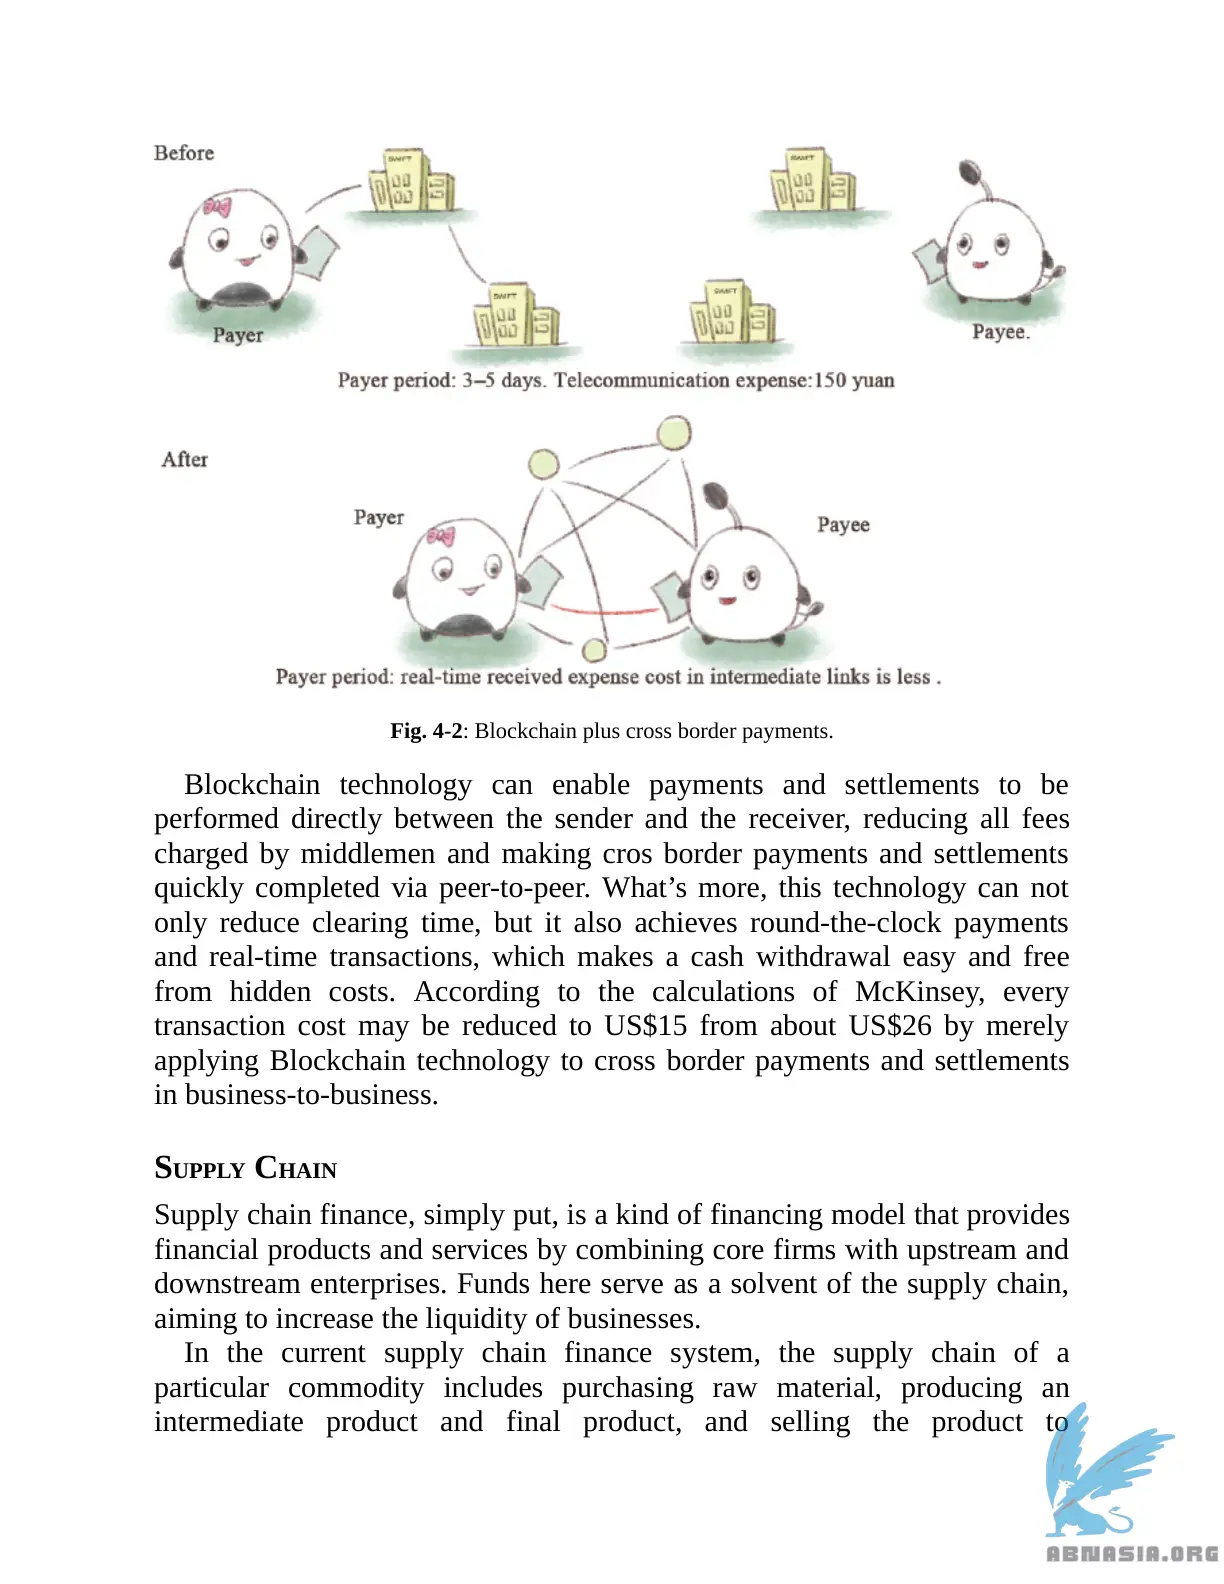 Before
SWIFT
SWIFT
SWIFT
SWIFT
Payer
Payee.
Payer period: 3–5 days. Telecommunication expense:150 yuan
After
Payer
Payee
Payer period: real-time received expense cost in intermediate links is less .
Fig. 4-2: Blockchain plus cross border payments.
Blockchain technology can enable payments and settlements to be
performed directly between the sender and the receiver, reducing all fees
charged by middlemen and making cros border payments and settlements
quickly completed via peer-to-peer. What’s more, this technology can not
only reduce clearing time, but it also achieves round-the-clock payments
and real-time transactions, which makes a cash withdrawal easy and free
from hidden costs. According to the calculations of McKinsey, every
transaction cost may be reduced to US$15 from about US$26 by merely
applying Blockchain technology to cross border payments and settlements
in business-to-business.
SUPPLY CHAIN
Supply chain finance, simply put, is a kind of financing model that provides
financial products and services by combining core firms with upstream and
downstream enterprises. Funds here serve as a solvent of the supply chain,
aiming to increase the liquidity of businesses.
In the current supply chain finance system, the supply chain of a
particular commodity includes purchasing raw material, producing an
intermediate product and final product, and selling the product to
ABNASIA.ORG